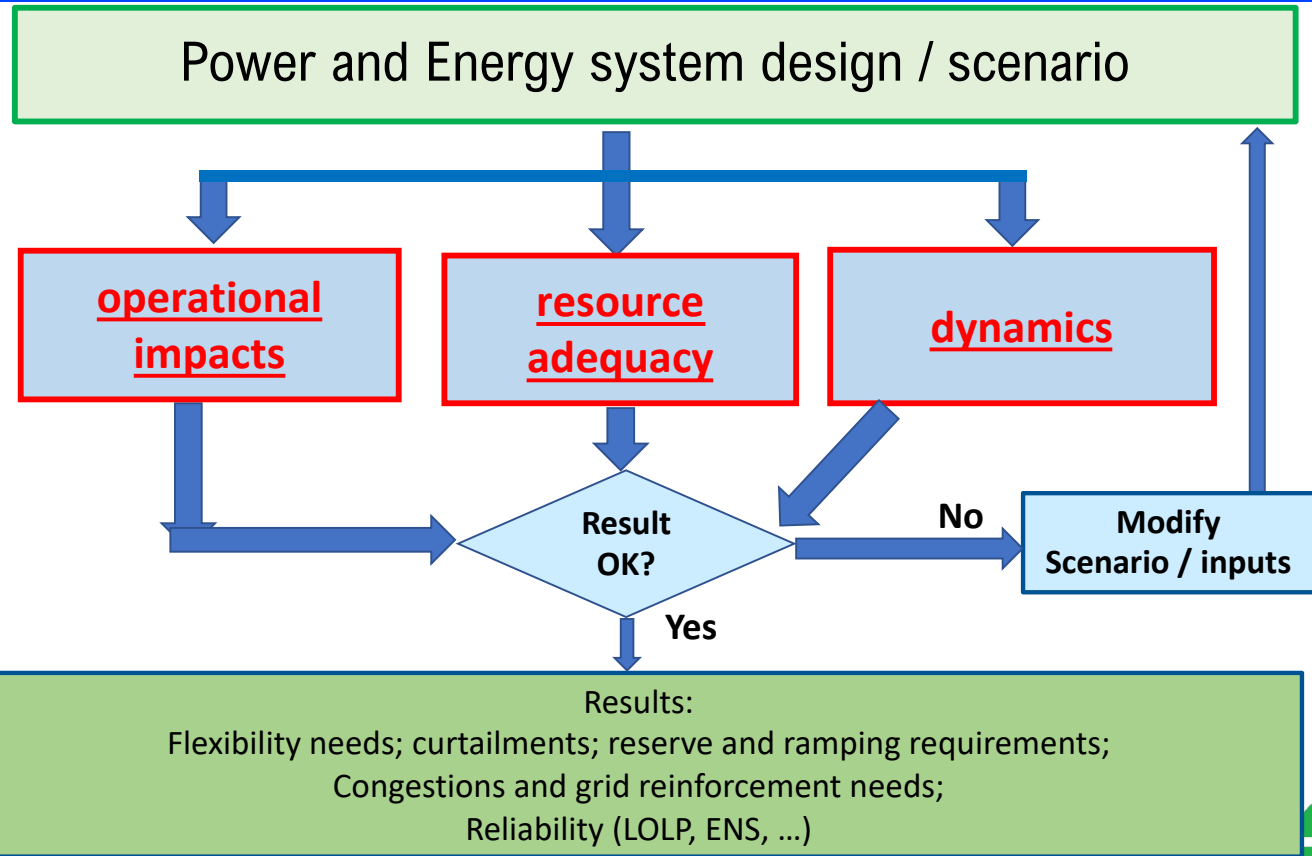 Power and Energy system design / scenario
operational
impacts
resource
adequacy
dynamics
Result
OK?
No
Modify
Scenario / inputs
Yes
Results:
Flexibility needs; curtailments; reserve and ramping requirements;
Congestions and grid reinforcement needs;
Reliability (LOLP, ENS, ...)